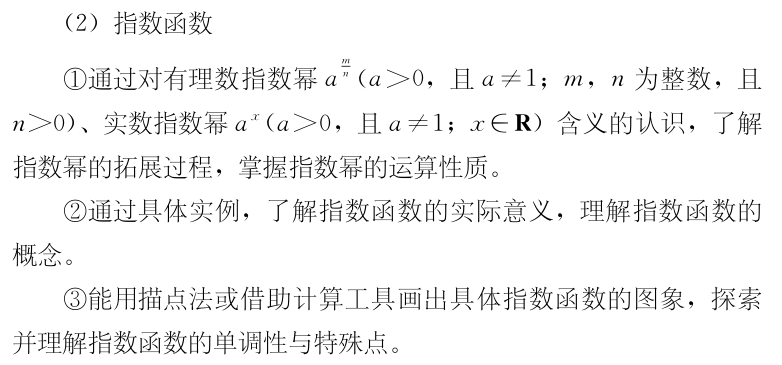 （2）指数函数
①通过对有理数指数幂 a^{\frac{m}{n}}（a＞0，且 a≠1；m，n 为整数，且
n＞0）、实数指数幂 a^x（a＞0，且 a≠1；x∈R）含义的认识，了解
指数幂的拓展过程，掌握指数幂的运算性质。
②通过具体实例，了解指数函数的实际意义，理解指数函数的
概念。
③能用描点法或借助计算工具画出具体指数函数的图象，探索
并理解指数函数的单调性与特殊点。